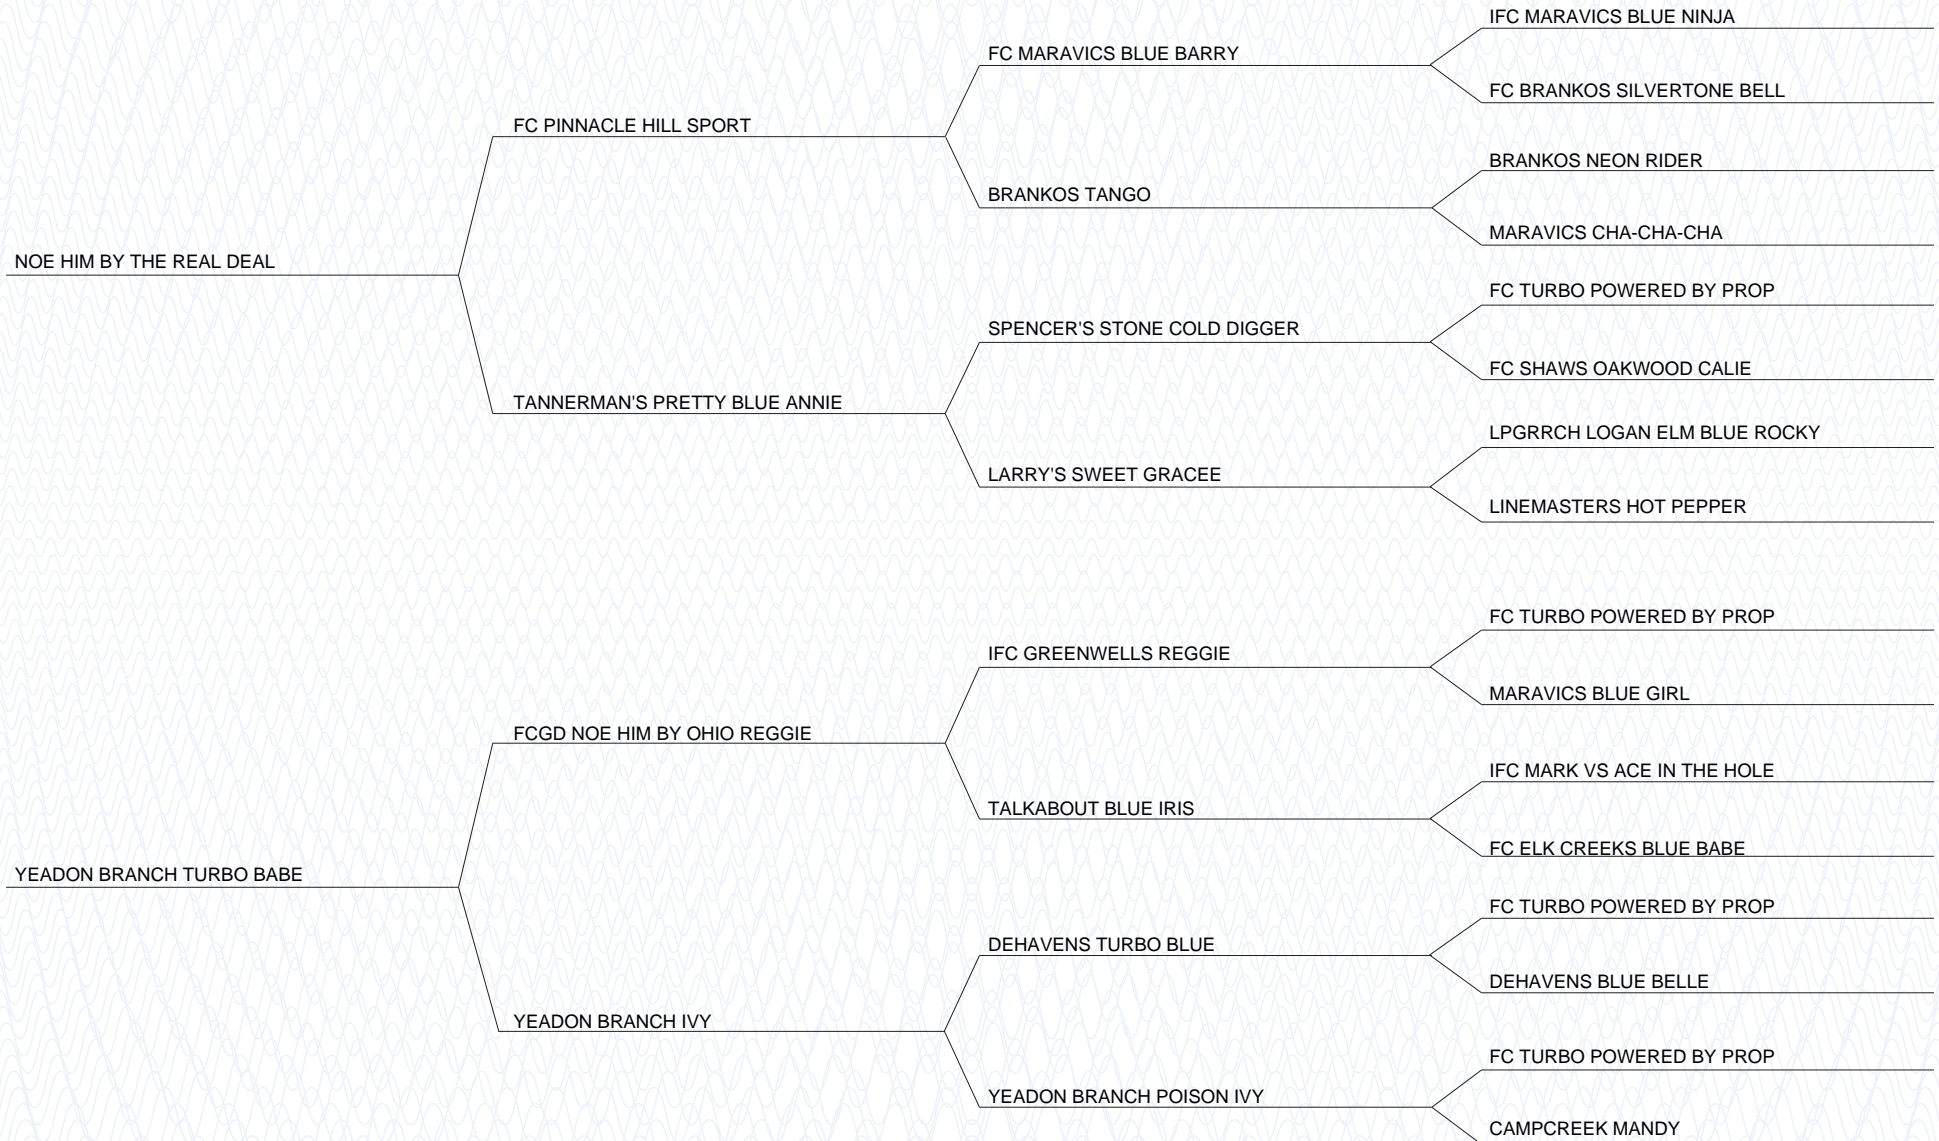 IFC MARAVICS BLUE NINJA
FC MARAVICS BLUE BARRY
FC BRANKOS SILVERTONE BELL
FC PINNACLE HILL SPORT
BRANKOS NEON RIDER
BRANKOS TANGO
MARAVICS CHA-CHA-CHA
NOE HIM BY THE REAL DEAL
FC TURBO POWERED BY PROP
SPENCER'S STONE COLD DIGGER
FC SHAWS OAKWOOD CALIE
TANNERMAN'S PRETTY BLUE ANNIE
LPGRRCH LOGAN ELM BLUE ROCKY
LARRY'S SWEET GRACEE
LINEMASTERS HOT PEPPER
FC TURBO POWERED BY PROP
IFC GREENWELLS REGGIE
MARAVICS BLUE GIRL
FCGD NOE HIM BY OHIO REGGIE
IFC MARK VS ACE IN THE HOLE
TALKABOUT BLUE IRIS
FC ELK CREEKS BLUE BABE
YEADON BRANCH TURBO BABE
FC TURBO POWERED BY PROP
DEHAVENS TURBO BLUE
DEHAVENS BLUE BELLE
YEADON BRANCH IVY
FC TURBO POWERED BY PROP
YEADON BRANCH POISON IVY
CAMPCREEK MANDY